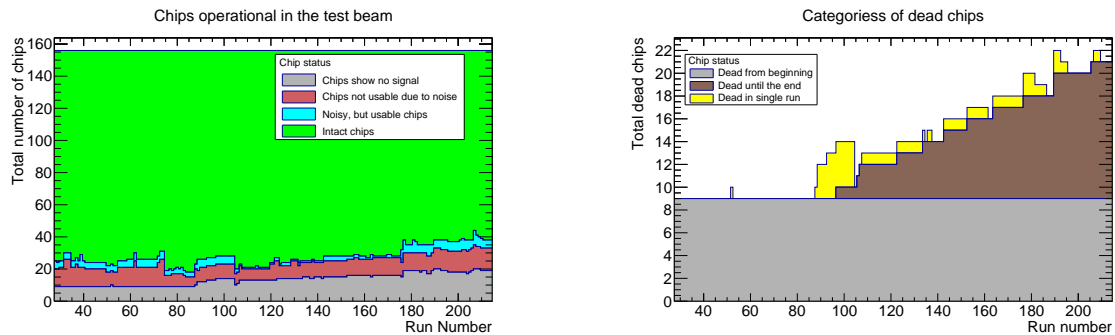 Chips operational in the test beam
Total number of chips
160
140
120
100
80
60
40
20
0
Chip status
Chips show no signal
Chips not usable due to noise
Noisy, but usable chips
Intact chips
40 60 80 100 120 140 160 180 200
Run Number
Categoriess of dead chips
Total dead chips
22
20
18
16
14
12
10
8
6
4
2
0
Chip status
Dead from beginning
Dead until the end
Dead in single run
40 60 80 100 120 140 160 180 200
Run Number